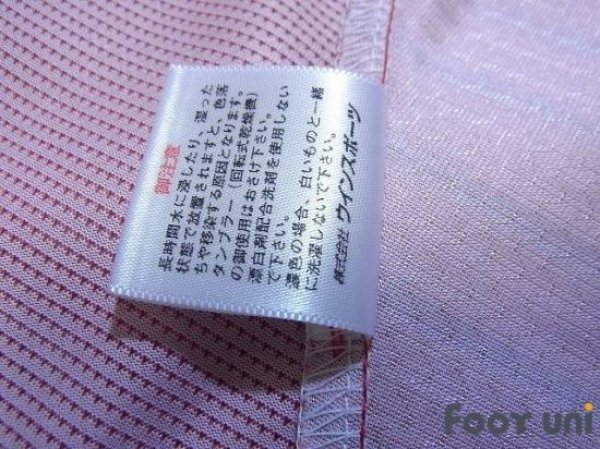 御注意
長時間水に浸したり、湿った
状態で放置されますと、色落
ちや移染する原因となります。
タンブラー（回転式乾燥機）
の御使用はおさけ下さい。
漂白剤配合洗剤を使用しない
で下さい。
濃色の場合、白いものと一緒
に洗濯しないで下さい。
株式会社 ウインスポーツ
Foot uni